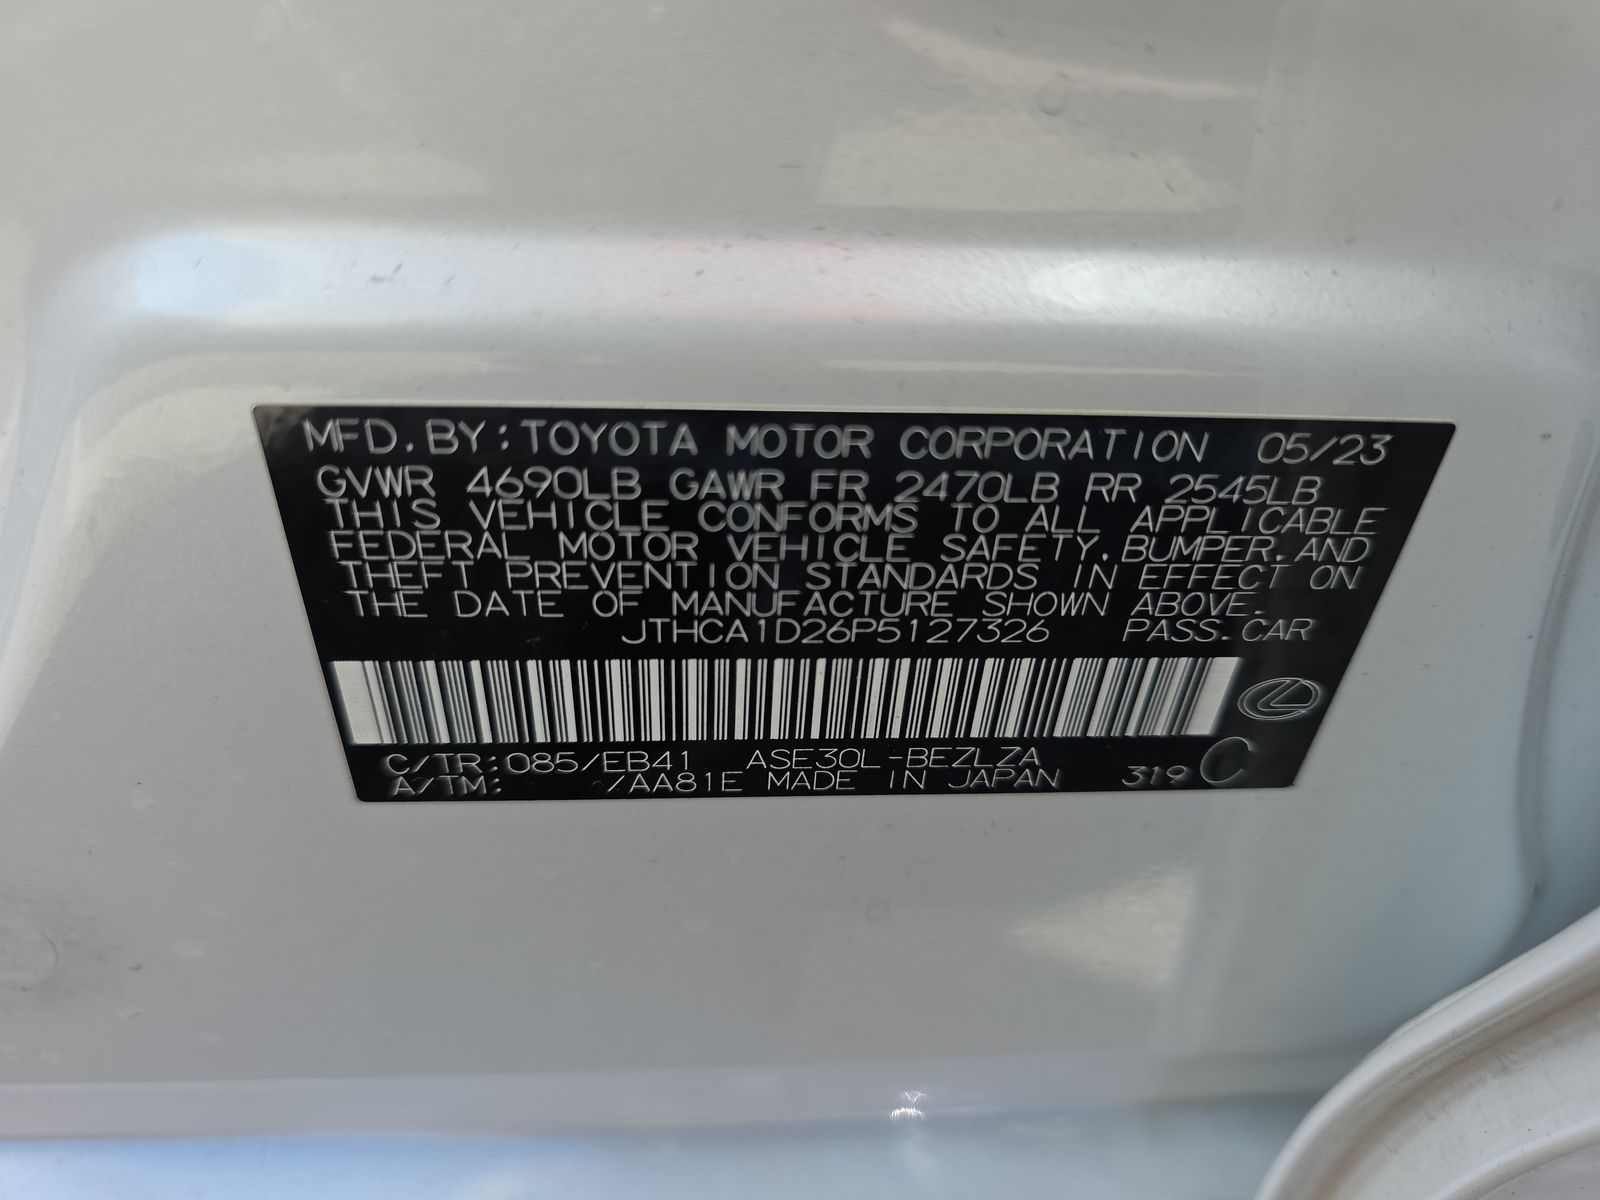 MFD. BY: TOYOTA MOTOR CORPORATION 05/23
GVWR 4690LB GAWR FR 2470LB RR 2545LB
THIS VEHICLE CONFORMS TO ALL APPLICABLE
FEDERAL MOTOR VEHICLE SAFETY, BUMPER, AND
THEFT PREVENTION STANDARDS IN EFFECT ON
THE DATE OF MANUFACTURE SHOWN ABOVE.
JTHCA1D26P5127326 PASS. CAR
C/TR: 085/EB41 ASE30L-BEZLZA
A/TM: /AA81E MADE IN JAPAN 319 C